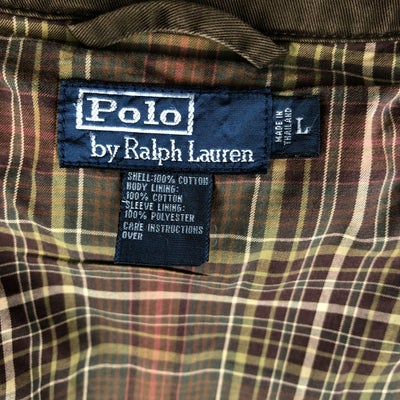 Polo
by Ralph Lauren
MADE IN
THAILAND
L
SHELL:100% COTTON
BODY LINING:
100% COTTON
SLEEVE LINING:
100% POLYESTER
CARE INSTRUCTIONS
OVER